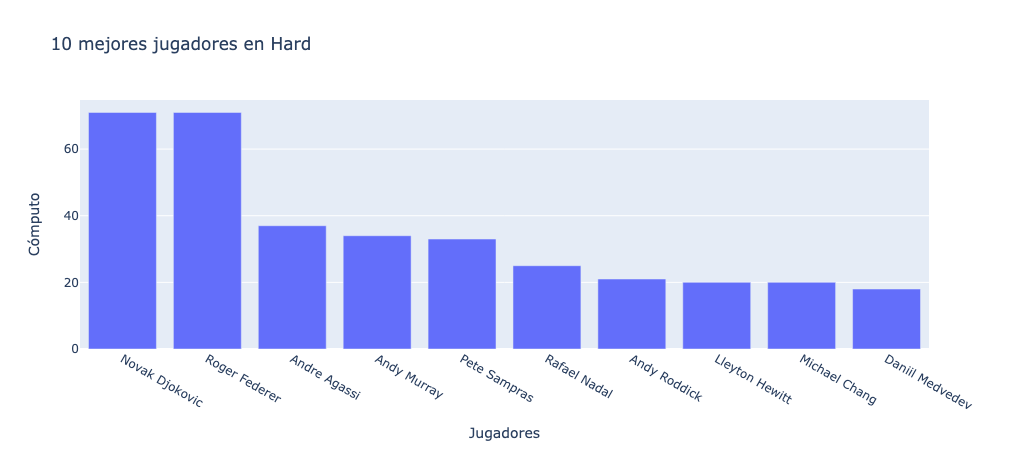 10 mejores jugadores en Hard
Cómputo
60
40
20
0
Novak Djokovic
Roger Federer
Andre Agassi
Andy Murray
Pete Sampras
Rafael Nadal
Andy Roddick
Lleyton Hewitt
Michael Chang
Daniil Medvedev
Jugadores